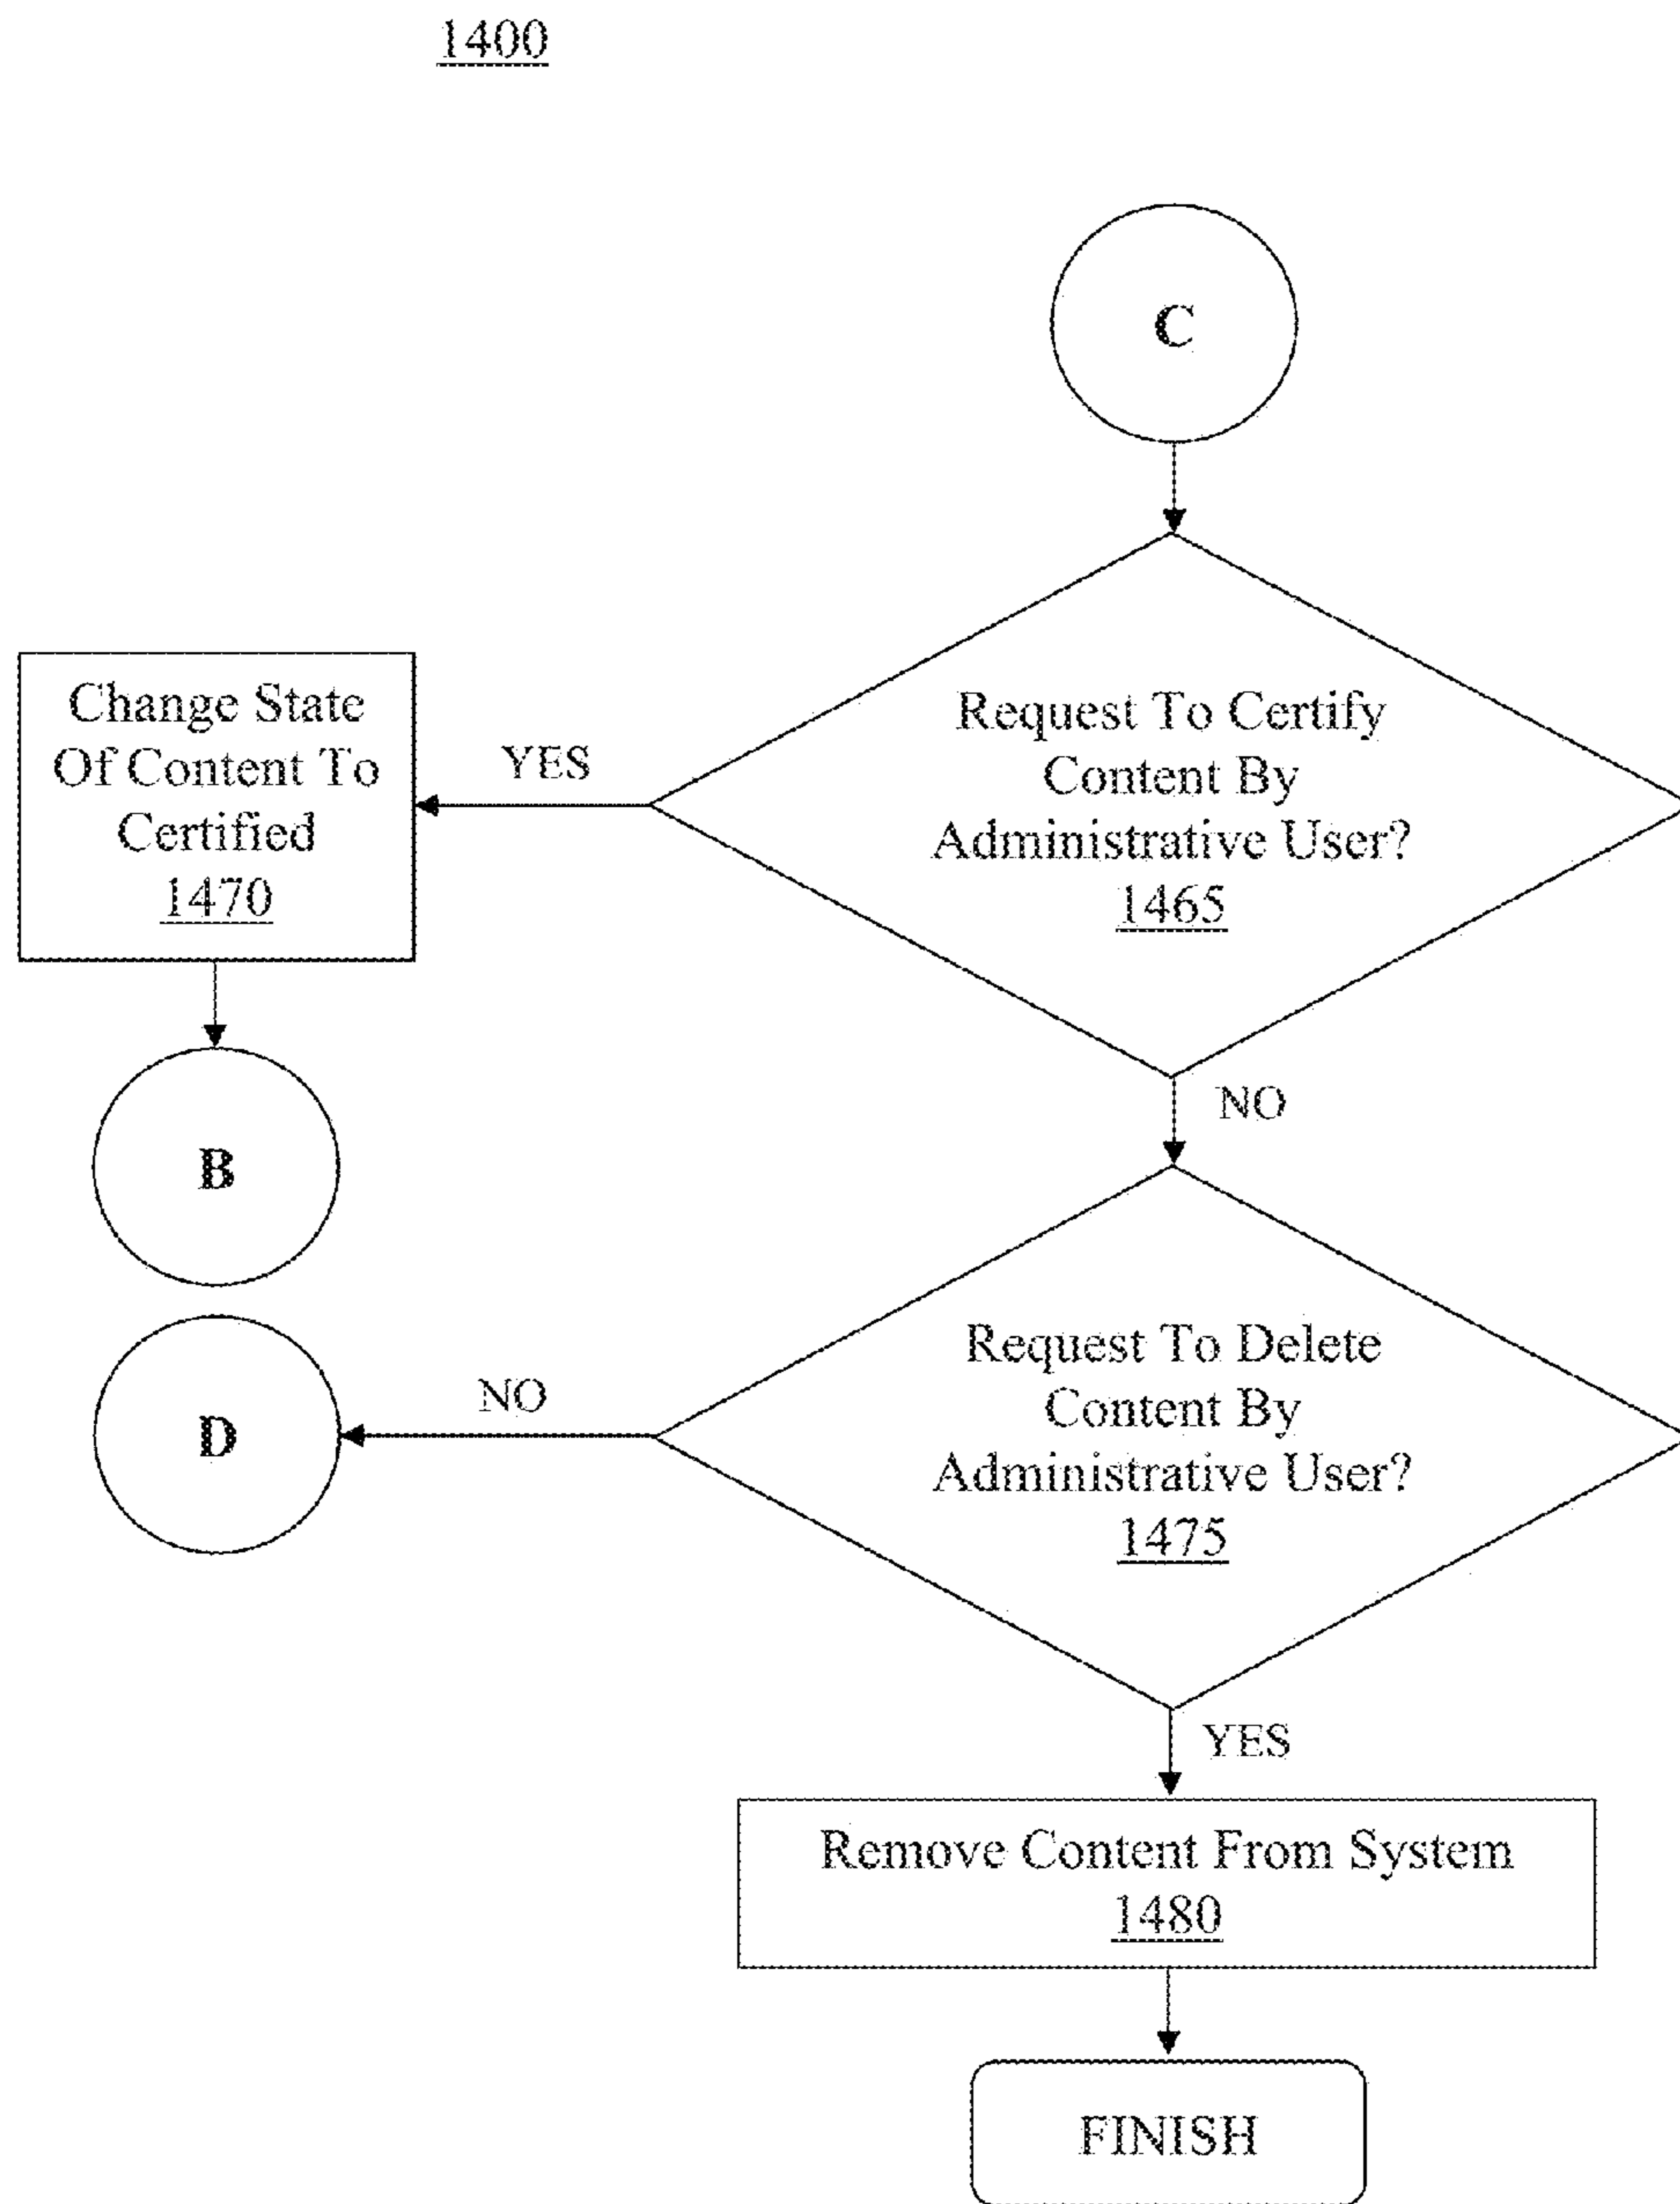 1400
C
Request To Certify
Content By
Administrative User?
1465
YES
Change State
Of Content To
Certified
1470
B
NO
Request To Delete
Content By
Administrative User?
1475
NO
D
YES
Remove Content From System
1480
FINISH